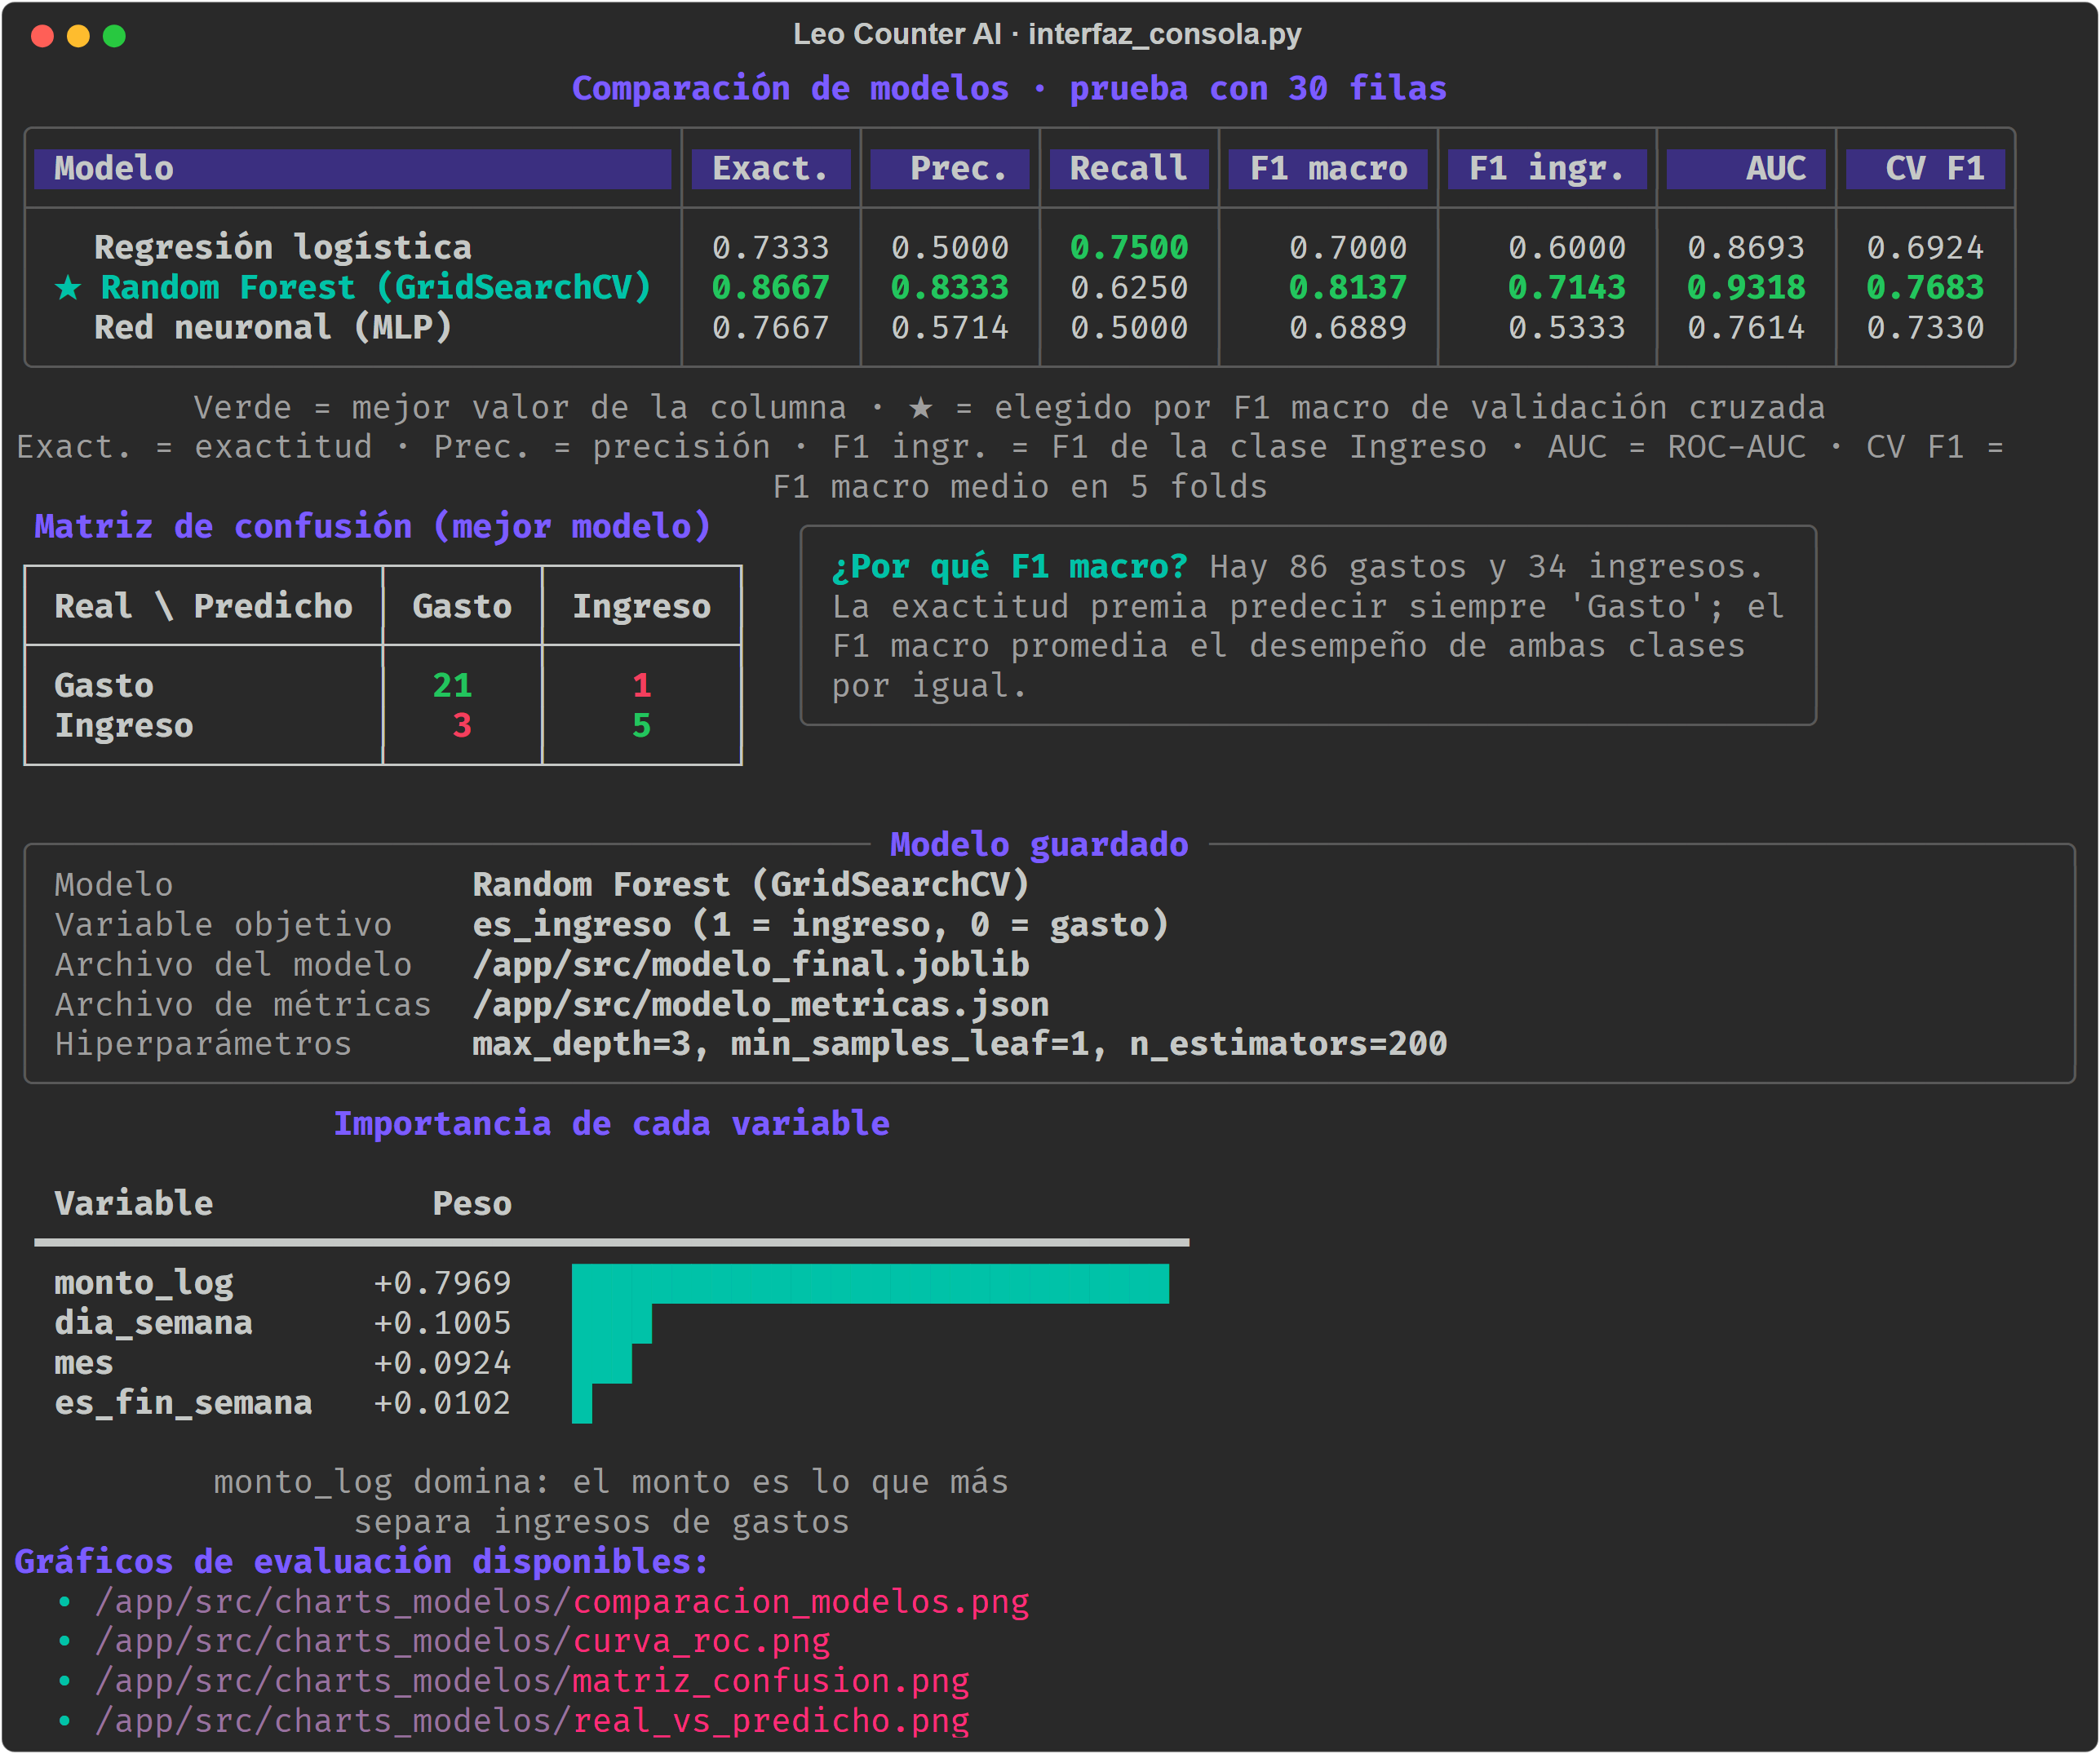 Leo Counter AI · interfaz_consola.py
Comparación de modelos · prueba con 30 filas
Modelo Exact. Prec. Recall F1 macro F1 ingr. AUC CV F1
Regresión logística 0.7333 0.5000 0.7500 0.7000 0.6000 0.8693 0.6924
★ Random Forest (GridSearchCV) 0.8667 0.8333 0.6250 0.8137 0.7143 0.9318 0.7683
Red neuronal (MLP) 0.7667 0.5714 0.5000 0.6889 0.5333 0.7614 0.7330
Verde = mejor valor de la columna · ★ = elegido por F1 macro de validación cruzada
Exact. = exactitud · Prec. = precisión · F1 ingr. = F1 de la clase Ingreso · AUC = ROC-AUC · CV F1 =
F1 macro medio en 5 folds
Matriz de confusión (mejor modelo)
Real \ Predicho Gasto Ingreso
Gasto 21 1
Ingreso 3 5
¿Por qué F1 macro? Hay 86 gastos y 34 ingresos.
La exactitud premia predecir siempre 'Gasto'; el
F1 macro promedia el desempeño de ambas clases
por igual.
Modelo guardado
Modelo Random Forest (GridSearchCV)
Variable objetivo es_ingreso (1 = ingreso, 0 = gasto)
Archivo del modelo /app/src/modelo_final.joblib
Archivo de métricas /app/src/modelo_metricas.json
Hiperparámetros max_depth=3, min_samples_leaf=1, n_estimators=200
Importancia de cada variable
Variable Peso
monto_log +0.7969
dia_semana +0.1005
mes +0.0924
es_fin_semana +0.0102
monto_log domina: el monto es lo que más
separa ingresos de gastos
Gráficos de evaluación disponibles:
• /app/src/charts_modelos/comparacion_modelos.png
• /app/src/charts_modelos/curva_roc.png
• /app/src/charts_modelos/matriz_confusion.png
• /app/src/charts_modelos/real_vs_predicho.png